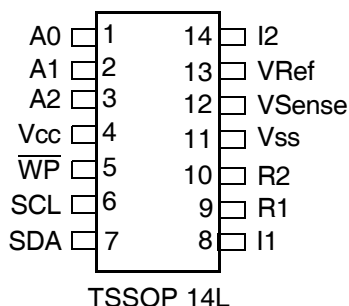 A0 1 14 I2
A1 2 13 VRef
A2 3 12 VSense
Vcc 4 11 Vss
WP 5 10 R2
SCL 6 9 R1
SDA 7 8 I1
TSSOP 14L